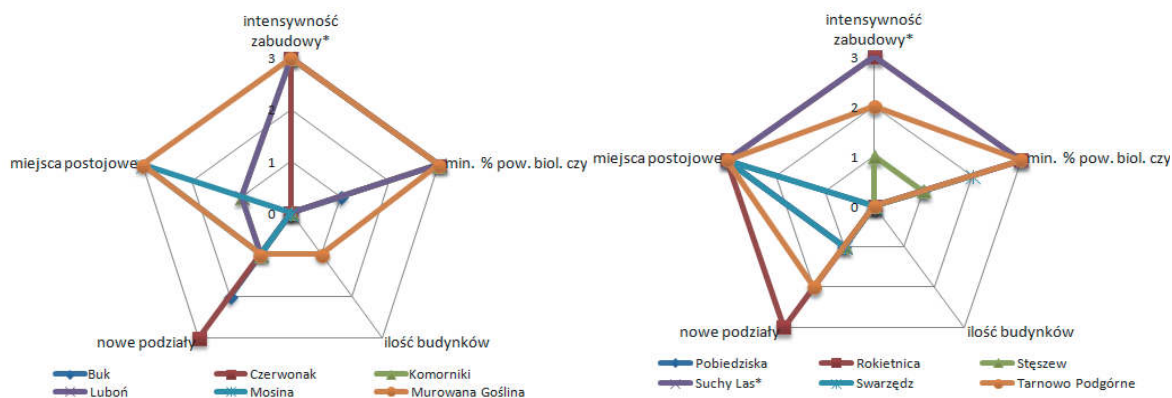 intensywność
zabudowy*
3
2
miejsca postojowe
min. % pow. biol. czy
1
0
nowe podziały
ilość budynków
Buk
Czerwonak
Komorniki
Luboń
Mosina
Murowana Goślina
intensywność
zabudowy*
3
2
miejsca postojowe
min. % pow. biol. czy
1
0
nowe podziały
ilość budynków
Pobiedziska
Rokietnica
Stęszew
Suchy Las*
Swarzędz
Tarnowo Podgórne